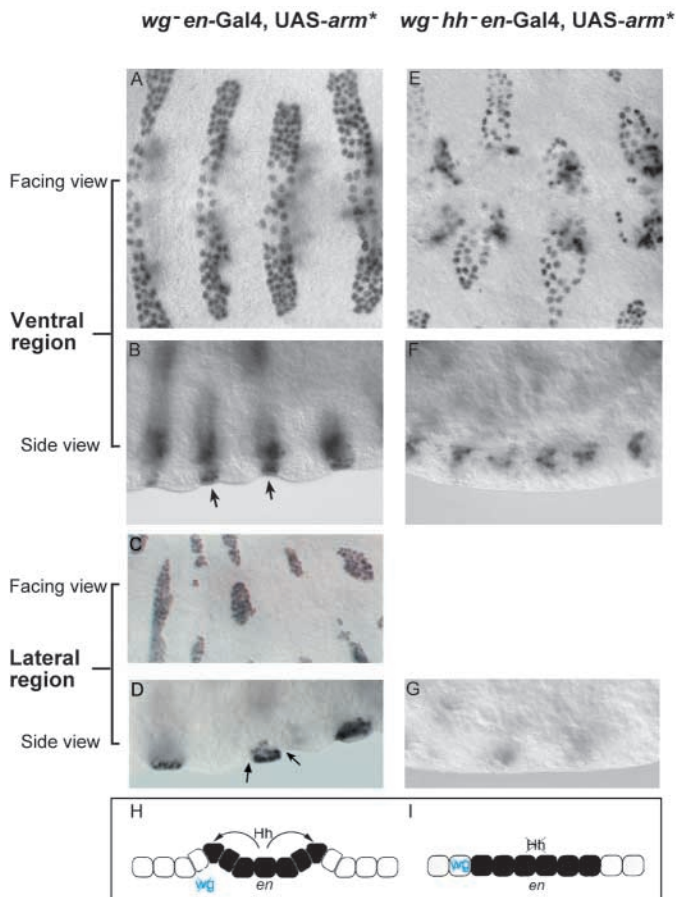 wg- en-Gal4, UAS-arm*
wg- hh- en-Gal4, UAS-arm*
A
E
Facing view
Ventral
region
B
F
Side view
C
Facing view
Lateral
region
D
G
Side view
H
I
Hh
Hh
wg
en
wg
en